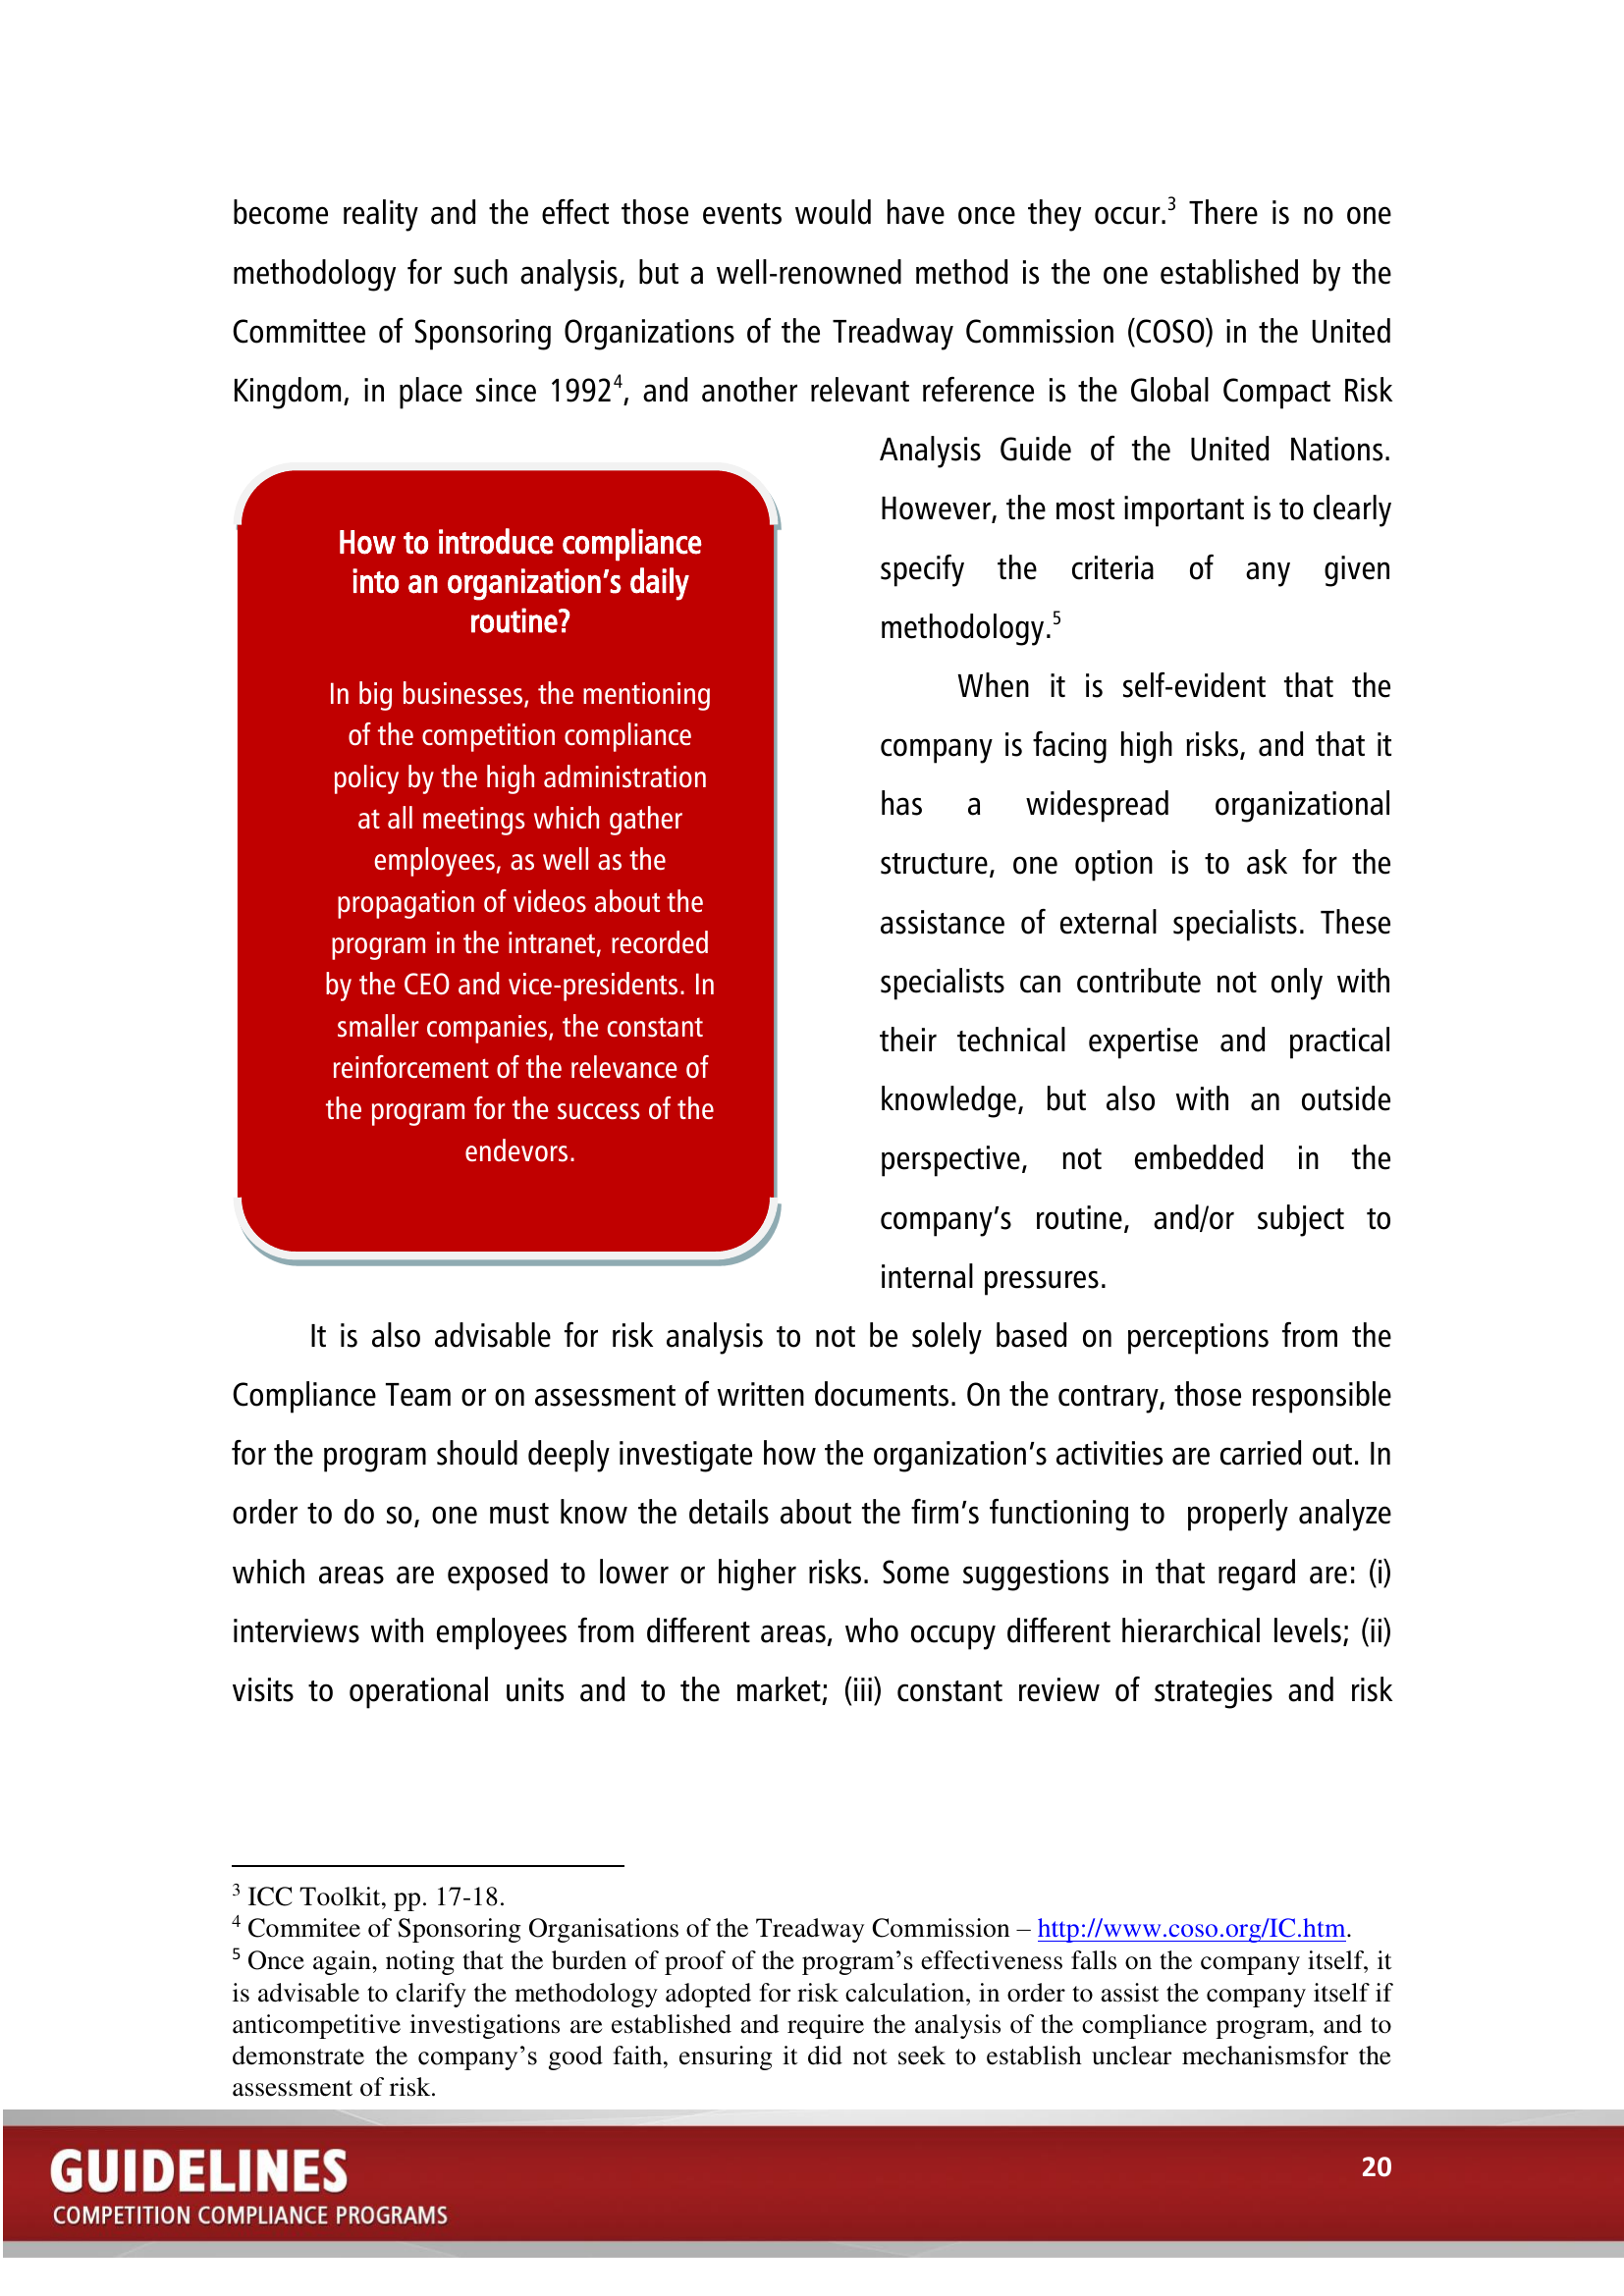 become reality and the effect those events would have once they occur.³ There is no one
methodology for such analysis, but a well-renowned method is the one established by the
Committee of Sponsoring Organizations of the Treadway Commission (COSO) in the United
Kingdom, in place since 1992⁴, and another relevant reference is the Global Compact Risk
Analysis Guide of the United Nations.
However, the most important is to clearly
specify the criteria of any given
methodology.⁵
How to introduce compliance
into an organization’s daily
routine?
In big businesses, the mentioning
of the competition compliance
policy by the high administration
at all meetings which gather
employees, as well as the
propagation of videos about the
program in the intranet, recorded
by the CEO and vice-presidents. In
smaller companies, the constant
reinforcement of the relevance of
the program for the success of the
endevors.
When it is self-evident that the
company is facing high risks, and that it
has a widespread organizational
structure, one option is to ask for the
assistance of external specialists. These
specialists can contribute not only with
their technical expertise and practical
knowledge, but also with an outside
perspective, not embedded in the
company’s routine, and/or subject to
internal pressures.
It is also advisable for risk analysis to not be solely based on perceptions from the
Compliance Team or on assessment of written documents. On the contrary, those responsible
for the program should deeply investigate how the organization’s activities are carried out. In
order to do so, one must know the details about the firm’s functioning to properly analyze
which areas are exposed to lower or higher risks. Some suggestions in that regard are: (i)
interviews with employees from different areas, who occupy different hierarchical levels; (ii)
visits to operational units and to the market; (iii) constant review of strategies and risk
³ ICC Toolkit, pp. 17-18.
⁴ Commitee of Sponsoring Organisations of the Treadway Commission – http://www.coso.org/IC.htm.
⁵ Once again, noting that the burden of proof of the program’s effectiveness falls on the company itself, it
is advisable to clarify the methodology adopted for risk calculation, in order to assist the company itself if
anticompetitive investigations are established and require the analysis of the compliance program, and to
demonstrate the company’s good faith, ensuring it did not seek to establish unclear mechanismsfor the
assessment of risk.
GUIDELINES
COMPETITION COMPLIANCE PROGRAMS
20